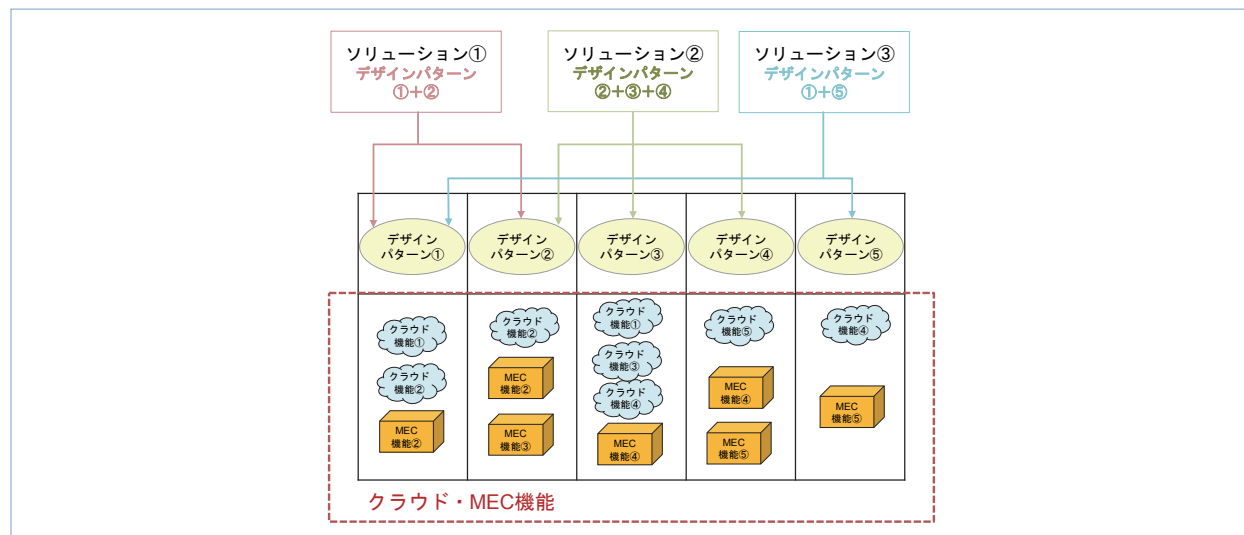 ソリューション①
デザインパターン
①+②
ソリューション②
デザインパターン
②+③+④
ソリューション③
デザインパターン
①+⑤
デザイン
パターン①
デザイン
パターン②
デザイン
パターン③
デザイン
パターン④
デザイン
パターン⑤
クラウド
機能①
クラウド
機能②
MEC
機能②
クラウド
機能②
MEC
機能②
MEC
機能③
クラウド
機能①
クラウド
機能③
クラウド
機能④
MEC
機能④
クラウド
機能⑤
MEC
機能④
MEC
機能⑤
クラウド
機能④
MEC
機能⑤
クラウド・MEC機能